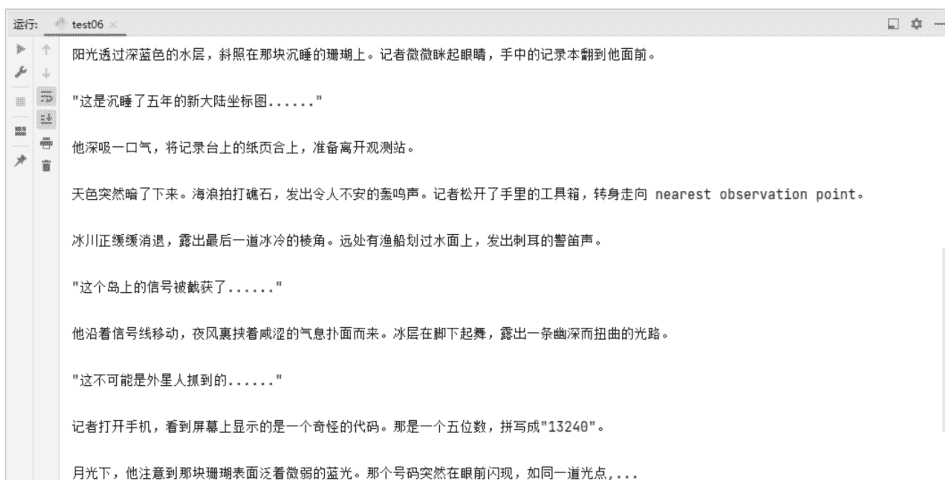 运行: test06
阳光透过深蓝色的水层，斜照在那块沉睡的珊瑚上。记者微微眯起眼睛，手中的记录本翻到他面前。
"这是沉睡了五年的新大陆坐标图......"
他深吸一口气，将记录台上的纸页合上，准备离开观测站。
天色突然暗了下来。海浪拍打礁石，发出令人不安的轰鸣声。记者松开了手里的工具箱，转身走向 nearest observation point。
冰川正缓缓消退，露出最后一道冰冷的棱角。远处有渔船划过水面上，发出刺耳的警笛声。
"这个岛上的信号被截获了......"
他沿着信号线移动，夜风裹挟着咸涩的气息扑面而来。冰层在脚下起舞，露出一条幽深而扭曲的光路。
"这不可能是外星人抓到的......"
记者打开手机，看到屏幕上显示的是一个奇怪的代码。那是一个五位数，拼写成"13240"。
月光下，他注意到那块珊瑚表面泛着微弱的蓝光。那个号码突然在眼前闪现，如同一道光点,...